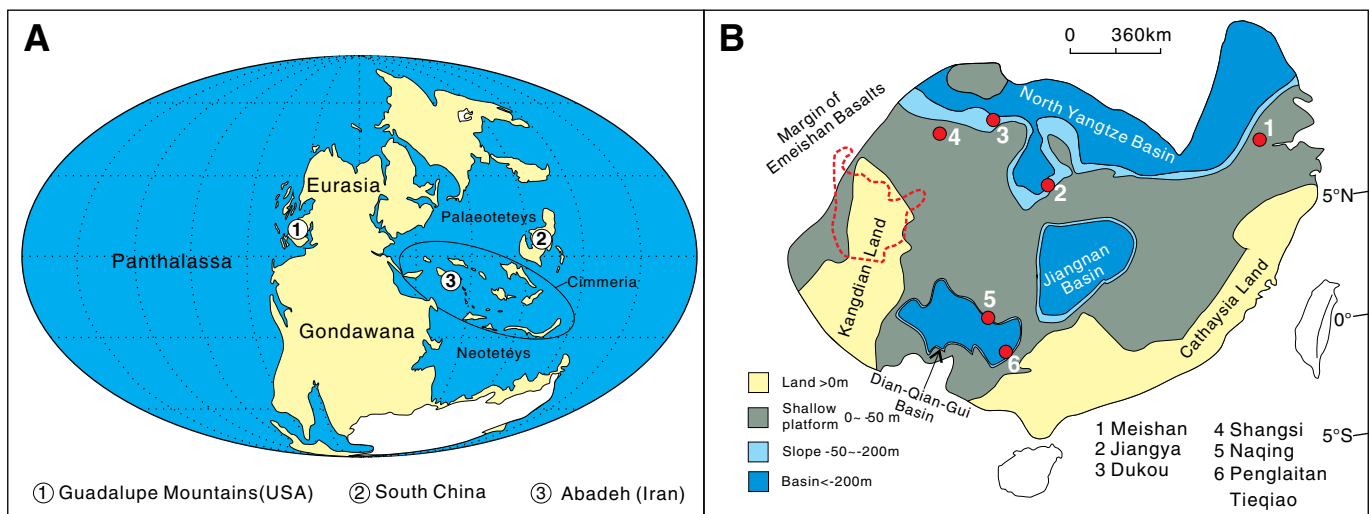 A
Eurasia
Palaeoteteys
1
2
Panthalassa
3
Cimmeria
Gondawana
Neoteteys
1 Guadalupe Mountains(USA) 2 South China 3 Abadeh (Iran)
B
0 360km
Margin of
Emeishan Basalts
North Yangtze Basin
1
4
3
2
5°N
Kangdian Land
Jiangnan
Basin
Cathaysia Land
5
0°
6
Dian-Qian-Gui
Basin
Land >0m
Shallow
platform 0~ -50 m
Slope -50~-200m
Basin<-200m
5°S
1 Meishan
2 Jiangya
3 Dukou
4 Shangsi
5 Naqing
6 Penglaitan
Tieqiao